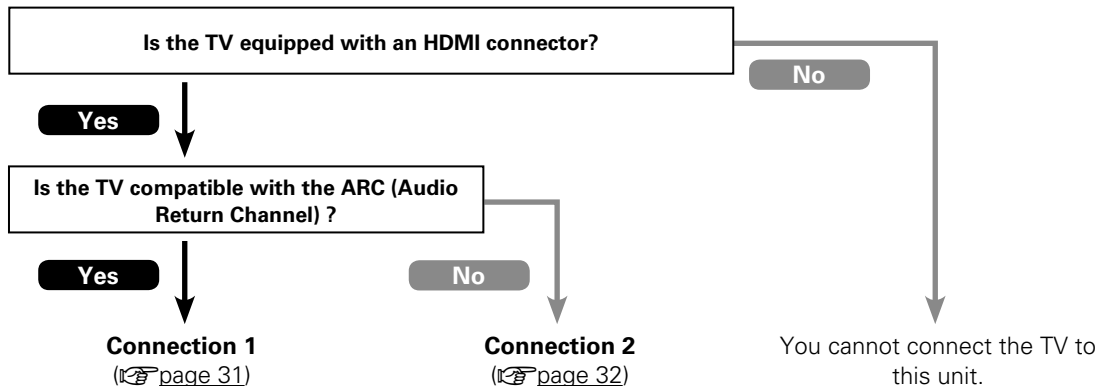 Is the TV equipped with an HDMI connector?
No
Yes
Is the TV compatible with the ARC (Audio
Return Channel) ?
Yes
No
Connection 1
(☞ page 31)
Connection 2
(☞ page 32)
You cannot connect the TV to
this unit.